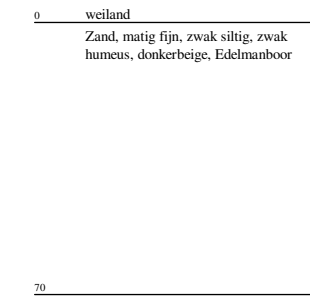 0 weiland
Zand, matig fijn, zwak siltig, zwak
humeus, donkerbeige, Edelmanboor
70